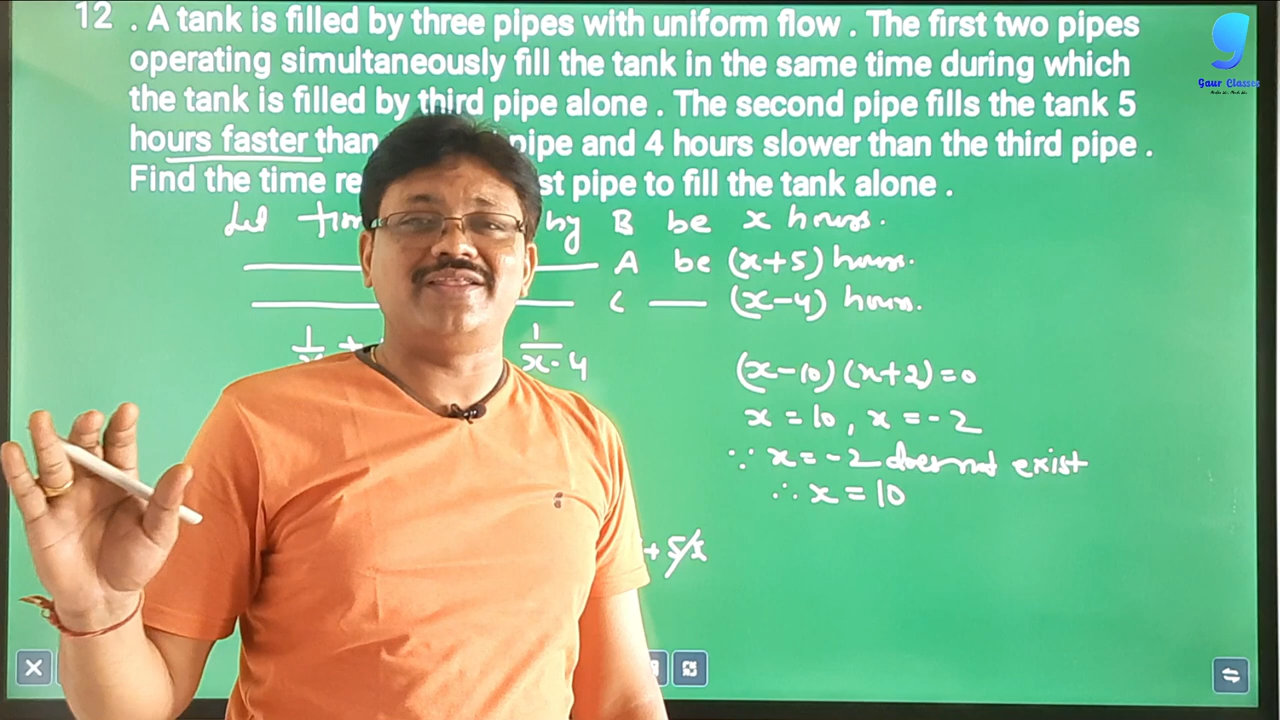 12 . A tank is filled by three pipes with uniform flow . The first two pipes
operating simultaneously fill the tank in the same time during which
the tank is filled by third pipe alone . The second pipe fills the tank 5
hours faster than pipe and 4 hours slower than the third pipe .
Find the time st pipe to fill the tank alone .
Let by B be x hours.
A be (x+5) hours.
C (x-4) hours.
1/x + 1/x-4
(x-10)(x+2)=0
x = 10, x = -2
∵ x = -2 does not exist
∴ x = 10
+ 5x
Gaur Classes